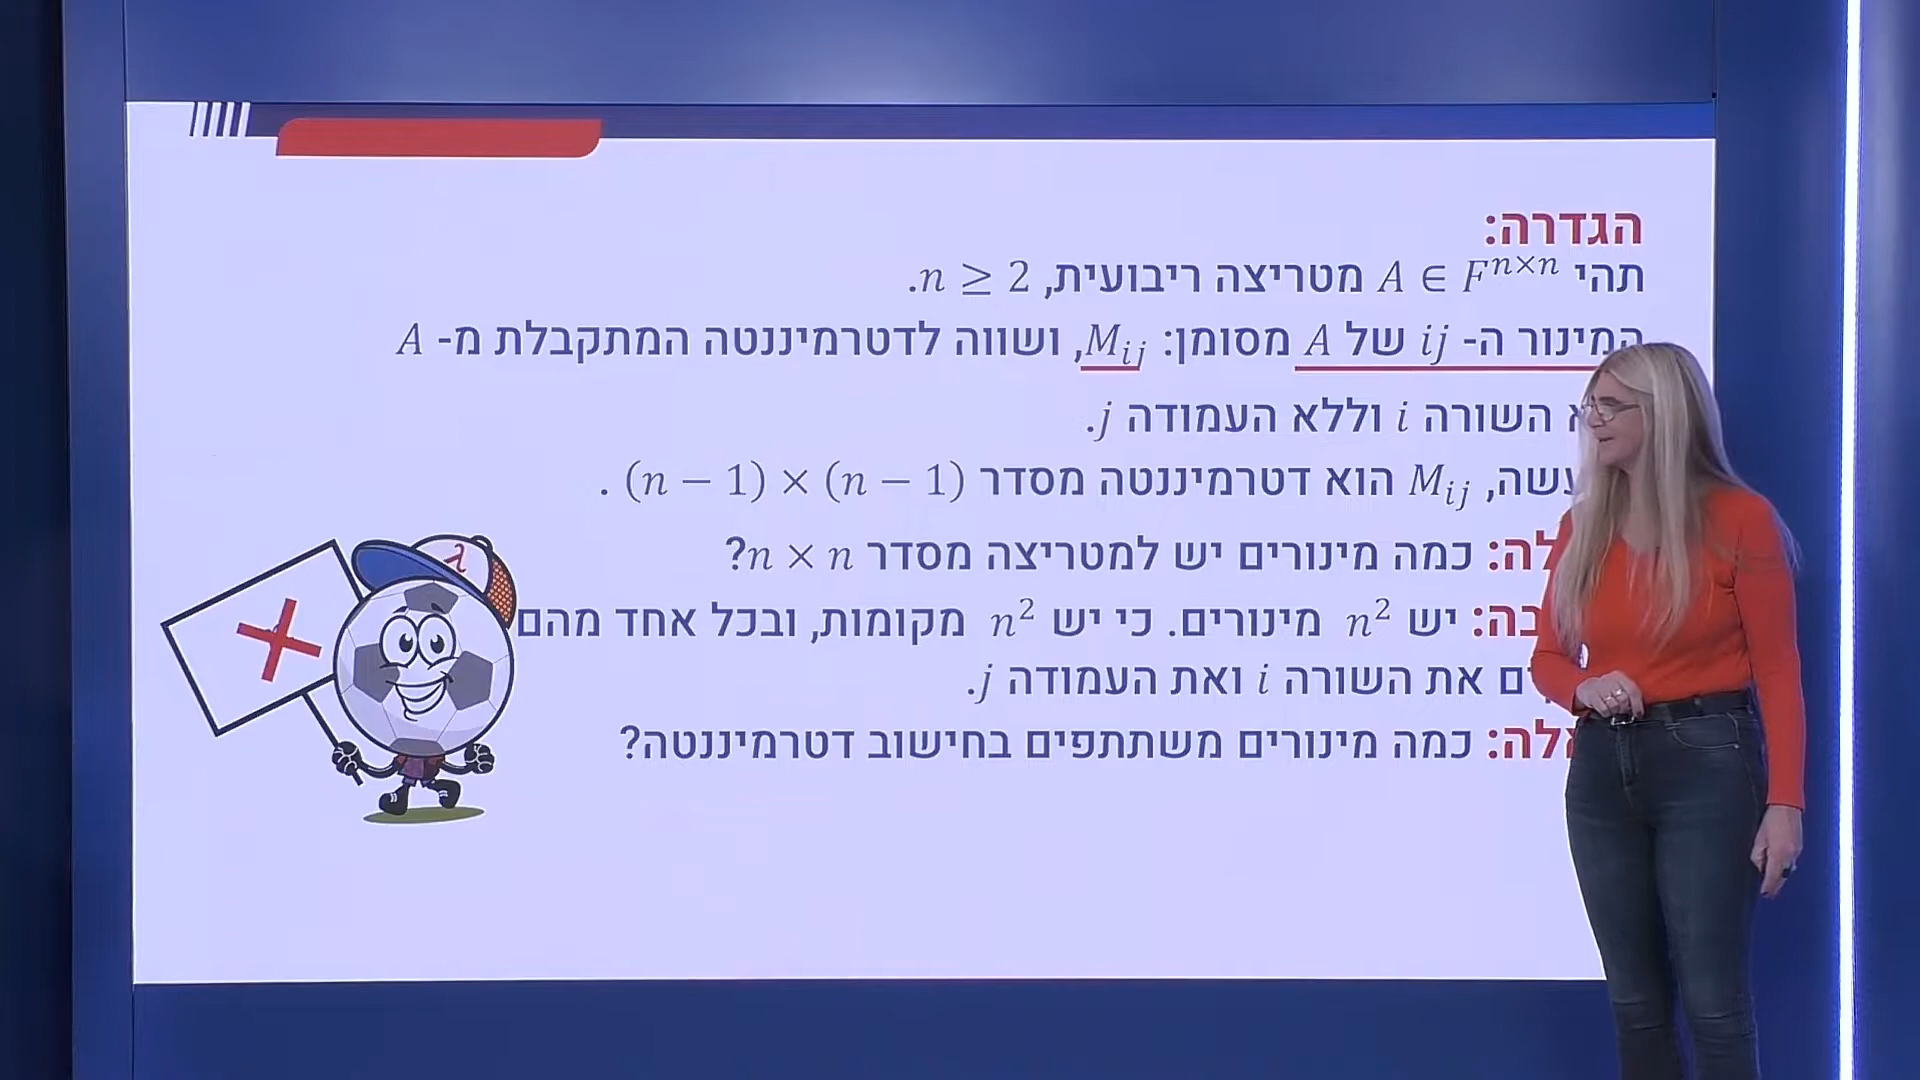 הגדרה:
תהי A ∈ F^{n×n} מטריצה ריבועית, n ≥ 2.
המינור ה- ij של A מסומן: M_{ij}, ושווה לדטרמיננטה המתקבלת מ- A
השורה i וללא העמודה j.
M_{ij} הוא דטרמיננטה מסדר (n − 1) × (n − 1) .
כמה מינורים יש למטריצה מסדר n × n?
יש n² מינורים. כי יש n² מקומות, ובכל אחד מהם
את השורה i ואת העמודה j.
כמה מינורים משתתפים בחישוב דטרמיננטה?
λ